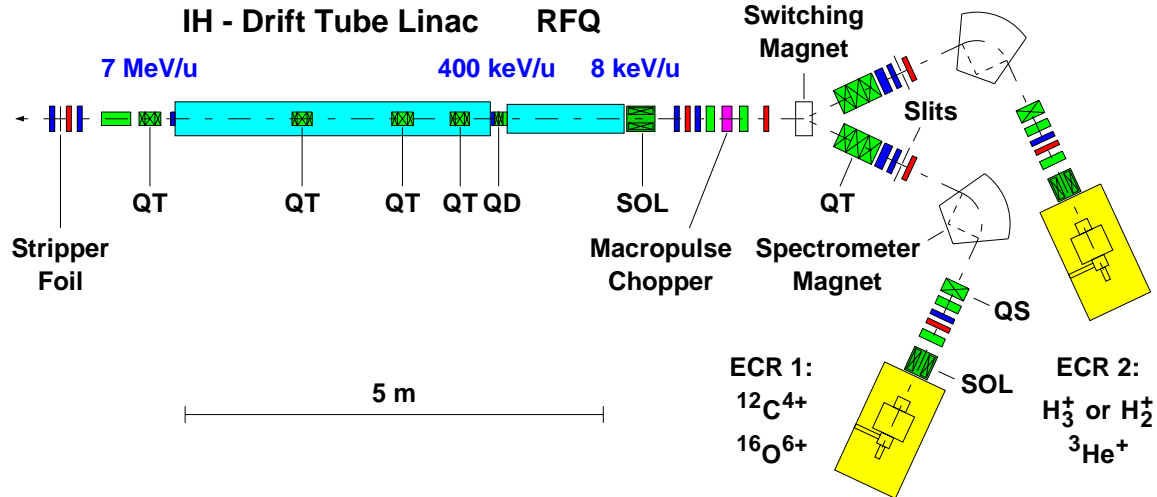 IH - Drift Tube Linac
RFQ
Switching
Magnet
7 MeV/u
400 keV/u
8 keV/u
Slits
QT
QT
QT
QT
QD
SOL
QT
Stripper
Foil
Macropulse
Chopper
Spectrometer
Magnet
QS
SOL
5 m
ECR 1:
¹²C⁴⁺
¹⁶O⁶⁺
ECR 2:
H₃⁺ or H₂⁺
³He⁺